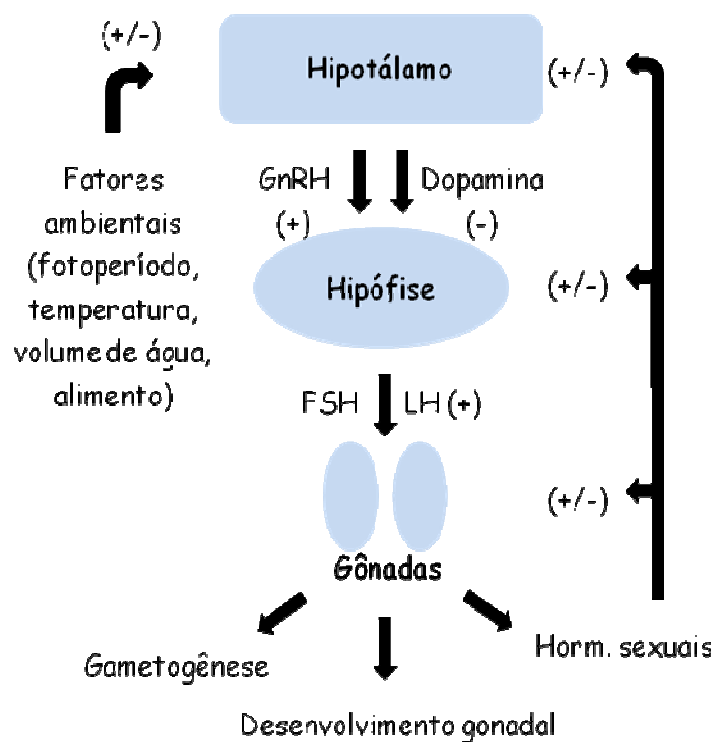 (+/-)
Hipotálamo
(+/-)
GnRH
Dopamina
(+)
(-)
Fatores
ambientais
(fotoperíodo,
temperatura,
volume de água,
alimento)
Hipófise
(+/-)
FSH
LH (+)
(+/-)
Gônadas
Gametogênese
Horm. sexuais
Desenvolvimento gonadal